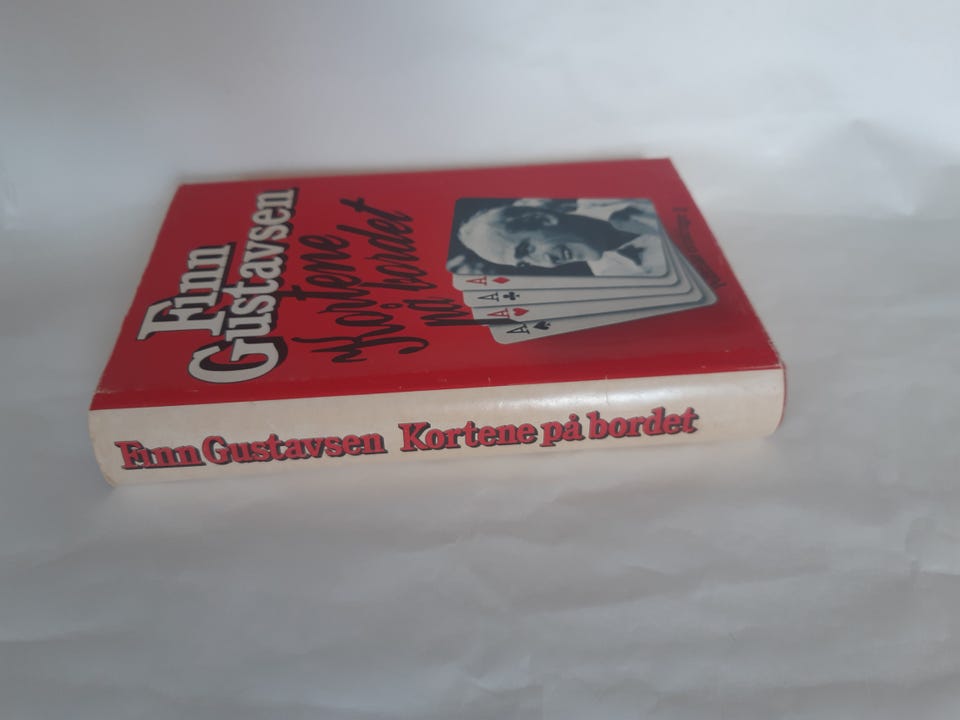 Finn
Gustavsen
Kortene
på bordet
A
A
A
A
Finn Gustavsen Kortene på bordet